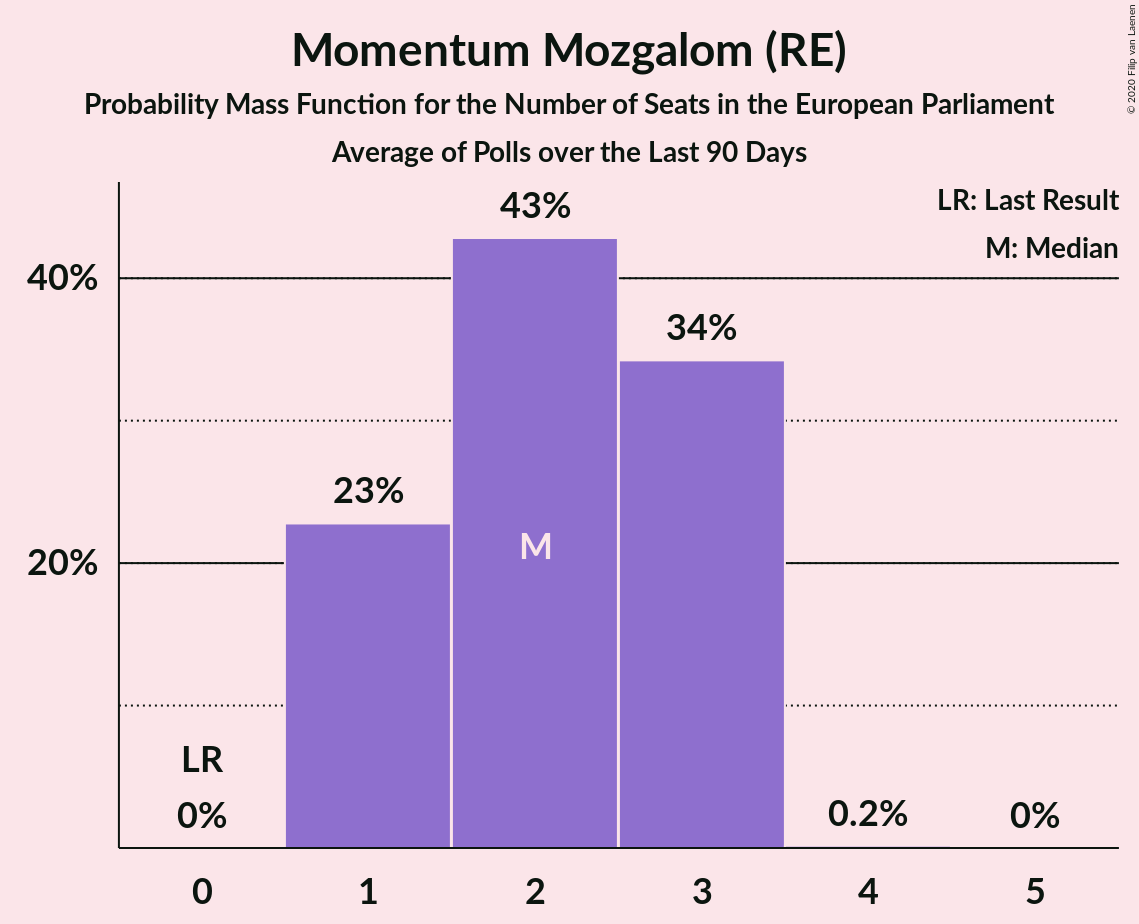 Momentum Mozgalom (RE)
Probability Mass Function for the Number of Seats in the European Parliament
Average of Polls over the Last 90 Days
© 2020 Filip van Laenen
LR: Last Result
M: Median
43%
40%
34%
23%
M
20%
LR
0%
0.2%
0%
0 1 2 3 4 5